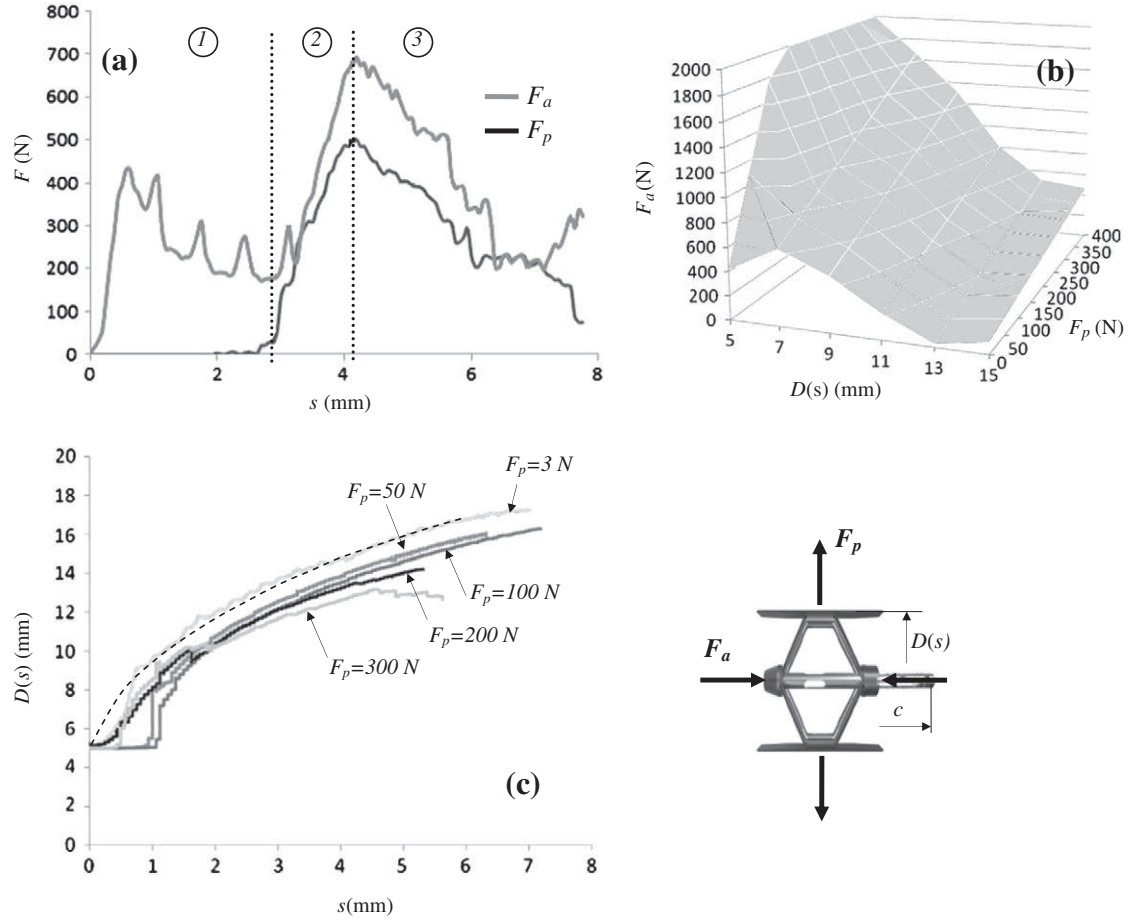 (a)
1 2 3
F (N)
800
700
600
500
400
300
200
100
0
0 2 4 6 8
s (mm)
Fₐ
Fₚ
(b)
Fₐ (N)
2000
1800
1600
1400
1200
1000
800
600
400
200
0
5 7 9 11 13 15
D(s) (mm)
400
350
300
250
200
150
100
50
0
Fₚ (N)
(c)
D(s) (mm)
20
18
16
14
12
10
8
6
4
2
0
0 1 2 3 4 5 6 7 8
s(mm)
Fₚ=3 N
Fₚ=50 N
Fₚ=100 N
Fₚ=200 N
Fₚ=300 N
Fₚ
D(s)
Fₐ
c